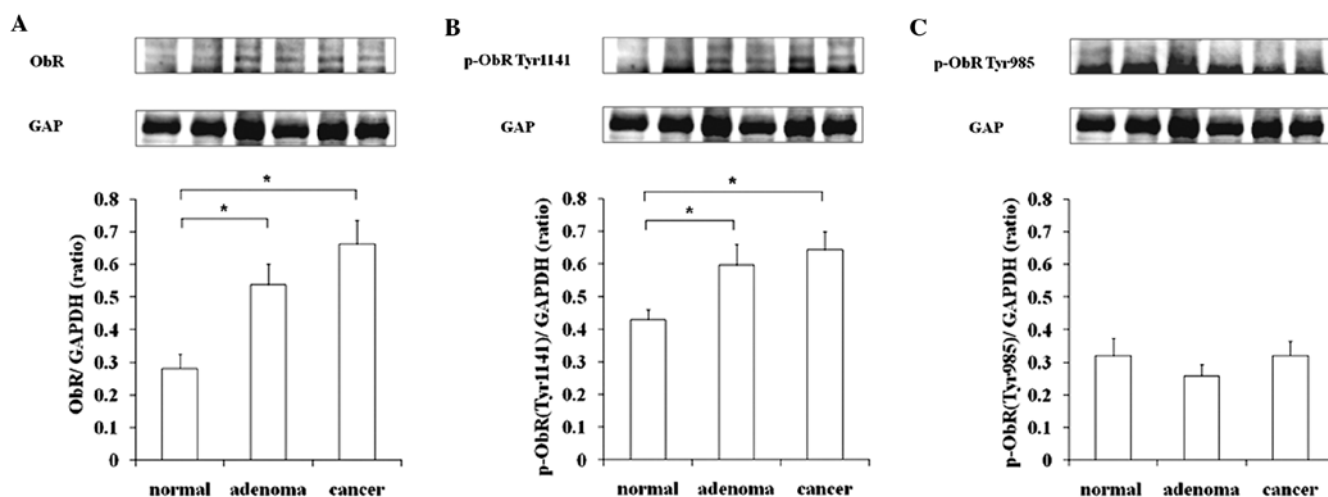 A
ObR
GAP
*
*
0.8
0.7
0.6
0.5
0.4
0.3
0.2
0.1
0
ObR/ GAPDH (ratio)
normal adenoma cancer
B
p-ObR Tyr1141
GAP
*
*
0.8
0.7
0.6
0.5
0.4
0.3
0.2
0.1
0
p-ObR(Tyr1141)/ GAPDH (ratio)
normal adenoma cancer
C
p-ObR Tyr985
GAP
0.8
0.7
0.6
0.5
0.4
0.3
0.2
0.1
0
p-ObR(Tyr985)/ GAPDH (ratio)
normal adenoma cancer